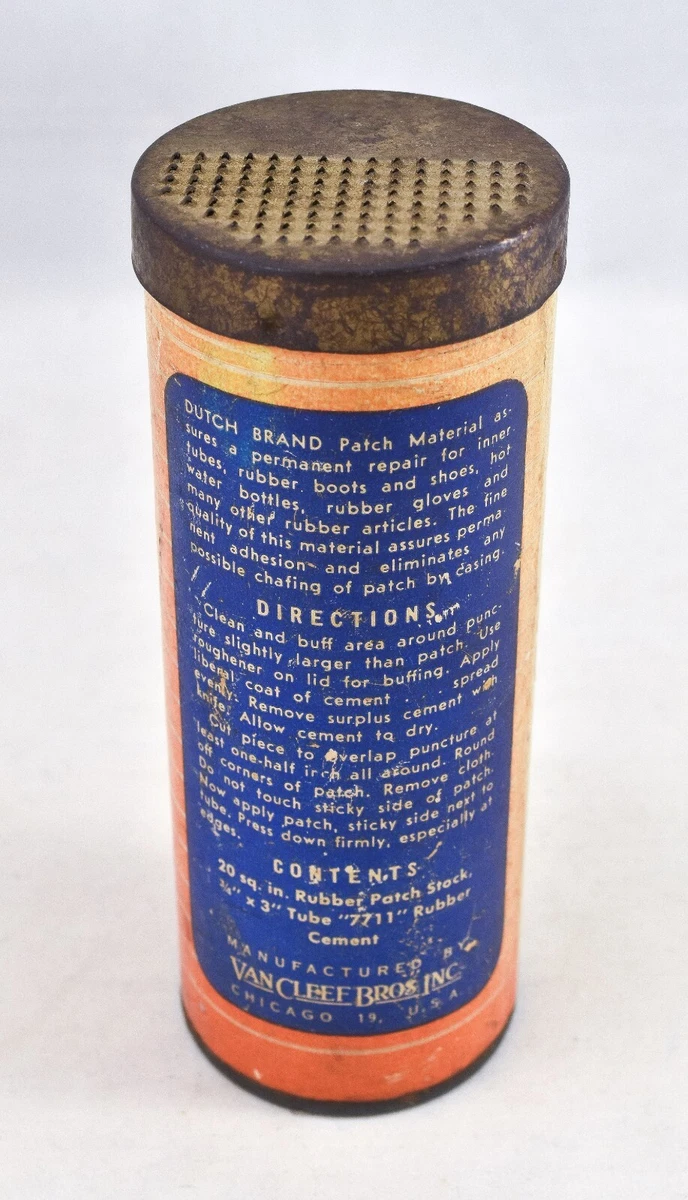 DUTCH BRAND Patch Material as-
sures a permanent repair for inner
tubes, rubber boots and shoes, hot
water bottles, rubber gloves and
many other rubber articles. The fine
quality of this material assures perma-
nent adhesion and eliminates any
possible chafing of patch by casing.
DIRECTIONS
Clean and buff area around punc-
ture slightly larger than patch. Use
roughener on lid for buffing. Apply
liberal coat of cement spread
evenly. Remove surplus cement with
knife. Allow cement to dry.
Cut piece to overlap puncture at
least one-half inch all around. Round
off corners of patch. Remove cloth.
Do not touch sticky side of patch.
Now apply patch, sticky side next to
tube. Press down firmly, especially at
edges.
CONTENTS
20 sq. in. Rubber Patch Stock,
¾" x 3" Tube "7711" Rubber
Cement
MANUFACTURED BY
VAN CLEEF BROS. INC.
CHICAGO 19, U.S.A.